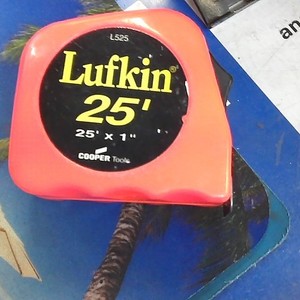 L525
Lufkin®
25'
25' x 1"
COOPER Tools
an